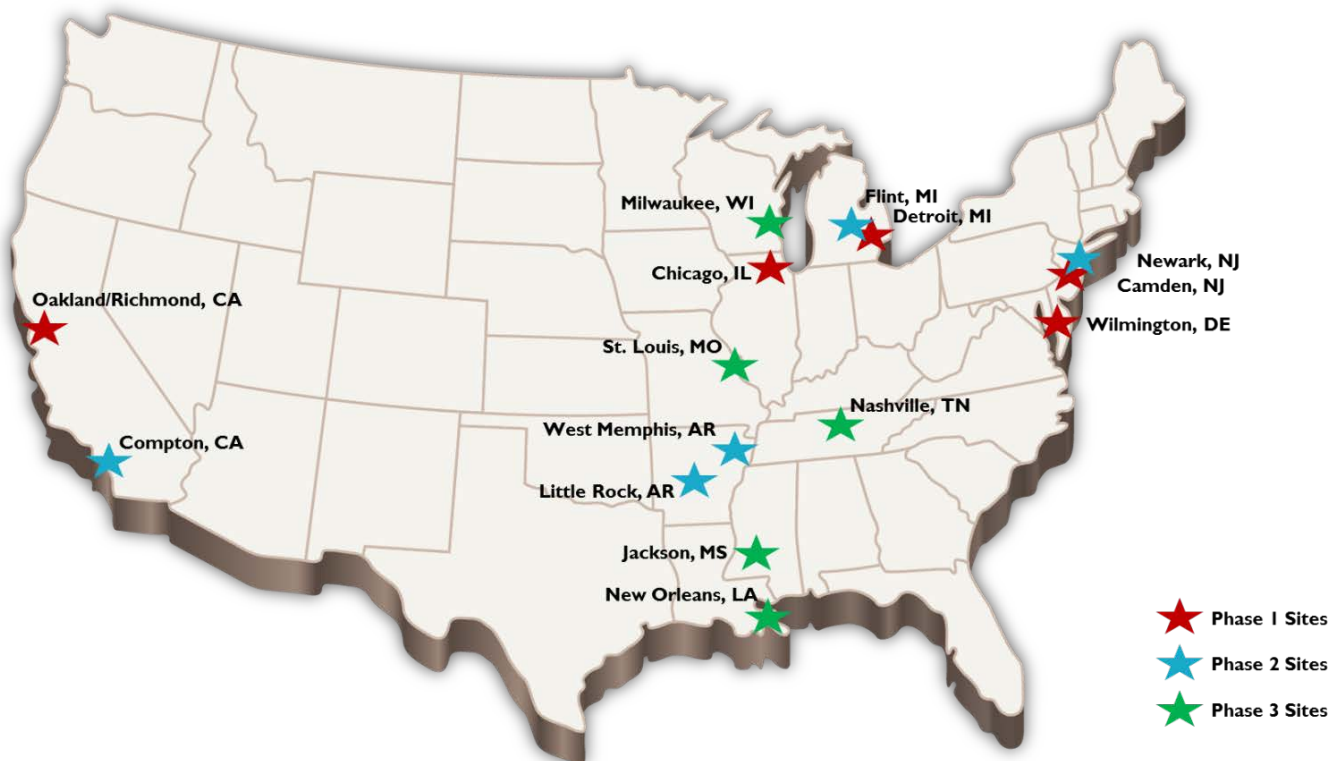 Flint, MI
Milwaukee, WI
Detroit, MI
Newark, NJ
Chicago, IL
Camden, NJ
Oakland/Richmond, CA
Wilmington, DE
St. Louis, MO
Nashville, TN
West Memphis, AR
Compton, CA
Little Rock, AR
Jackson, MS
New Orleans, LA
Phase 1 Sites
Phase 2 Sites
Phase 3 Sites